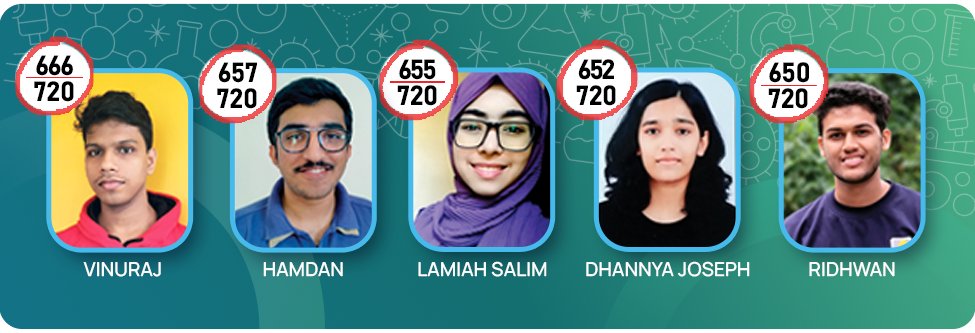 666
720
657
720
655
720
652
720
650
720
VINURAJ
HAMDAN
LAMIAH SALIM
DHANNYA JOSEPH
RIDHWAN